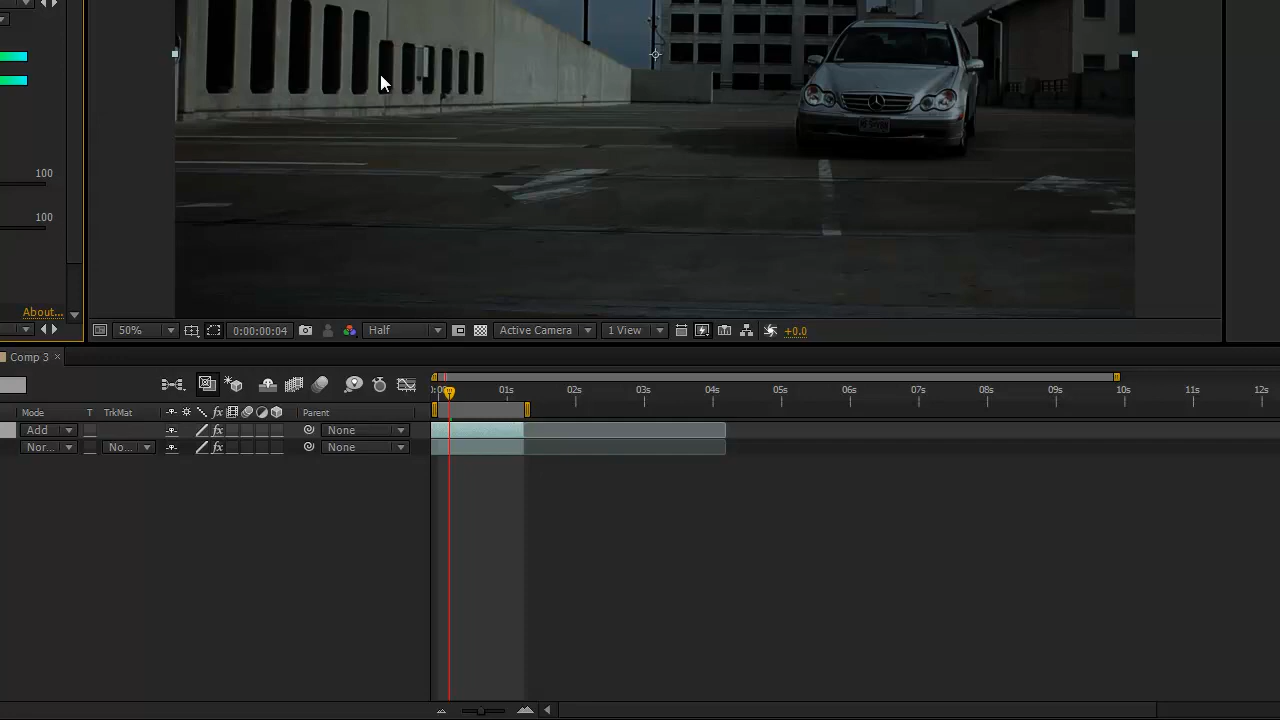 100
100
About...
50%
0:00:00:04
Half
Active Camera
1 View
+0.0
Comp 3
Mode T TrkMat Parent
01s 02s 03s 04s 05s 06s 07s 08s 09s 10s 11s 12s
Add None
Nor... No... None